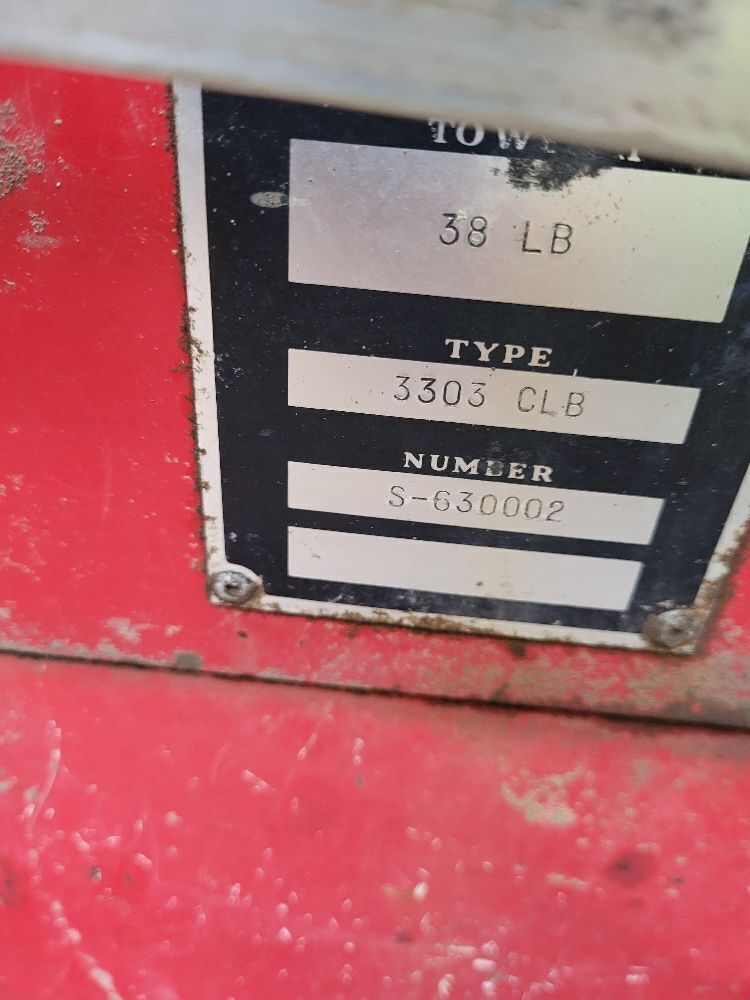 38 LB
TYPE
3303 CLB
NUMBER
S-630002